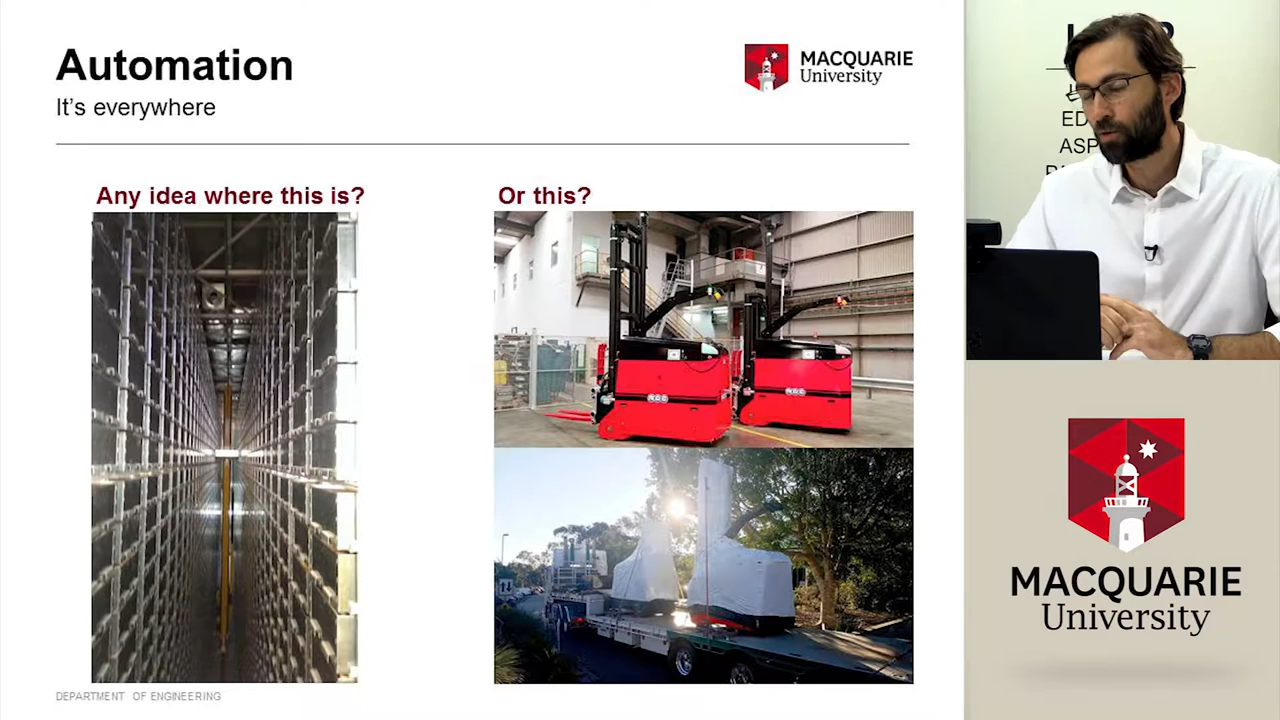 Automation
It's everywhere
MACQUARIE
University
Any idea where this is?
Or this?
DEPARTMENT OF ENGINEERING
MACQUARIE
University